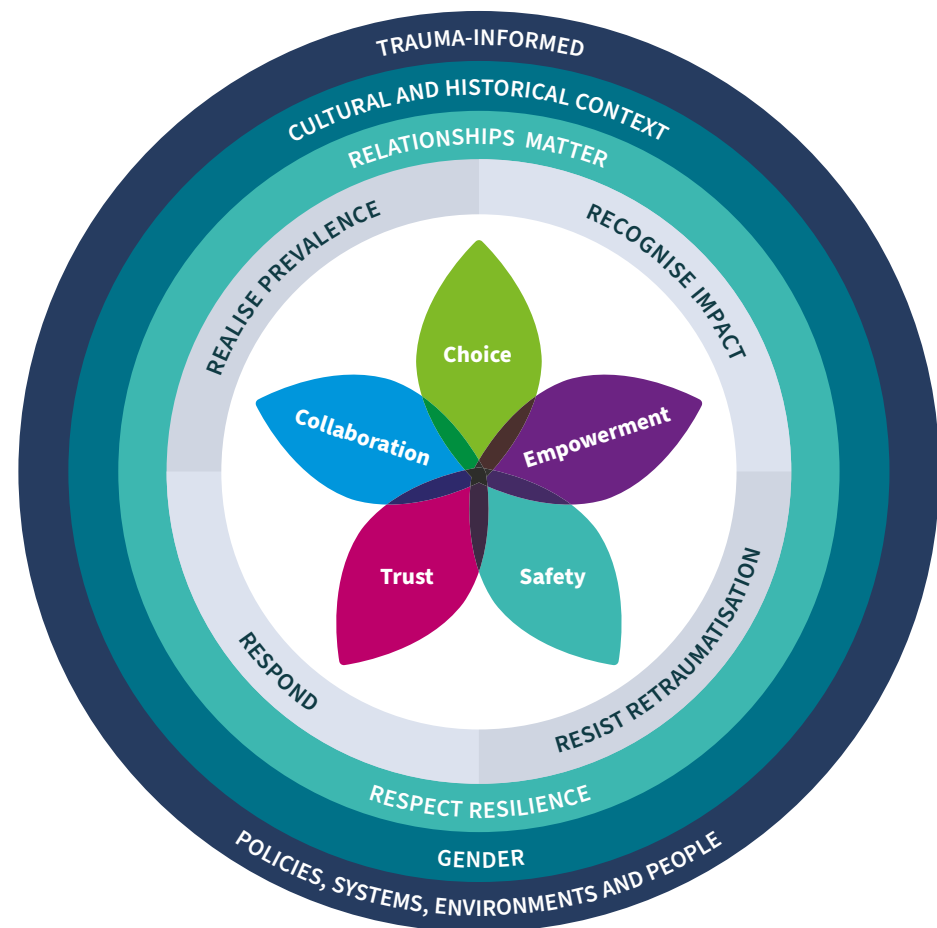 TRAUMA-INFORMED
CULTURAL AND HISTORICAL CONTEXT
RELATIONSHIPS MATTER
REALISE PREVALENCE
RECOGNISE IMPACT
Choice
Collaboration
Empowerment
Trust
Safety
RESPOND
RESIST RETRAUMATISATION
RESPECT RESILIENCE
GENDER
POLICIES, SYSTEMS, ENVIRONMENTS AND PEOPLE